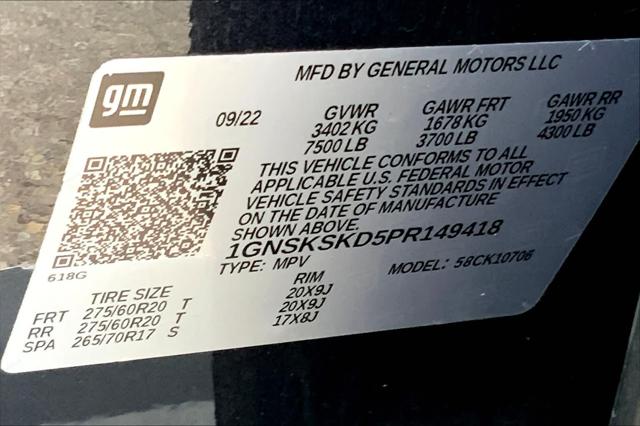 gm
MFD BY GENERAL MOTORS LLC
09/22 GVWR GAWR FRT GAWR RR
3402 KG 1678 KG 1950 KG
7500 LB 3700 LB 4300 LB
THIS VEHICLE CONFORMS TO ALL
APPLICABLE U.S. FEDERAL MOTOR
VEHICLE SAFETY STANDARDS IN EFFECT
ON THE DATE OF MANUFACTURE
SHOWN ABOVE.
1GNSKSKD5PR149418
618G
TYPE: MPV MODEL: 58CK10706
TIRE SIZE RIM
FRT 275/60R20 T 20X9J
RR 275/60R20 T 20X9J
SPA 265/70R17 S 17X8J